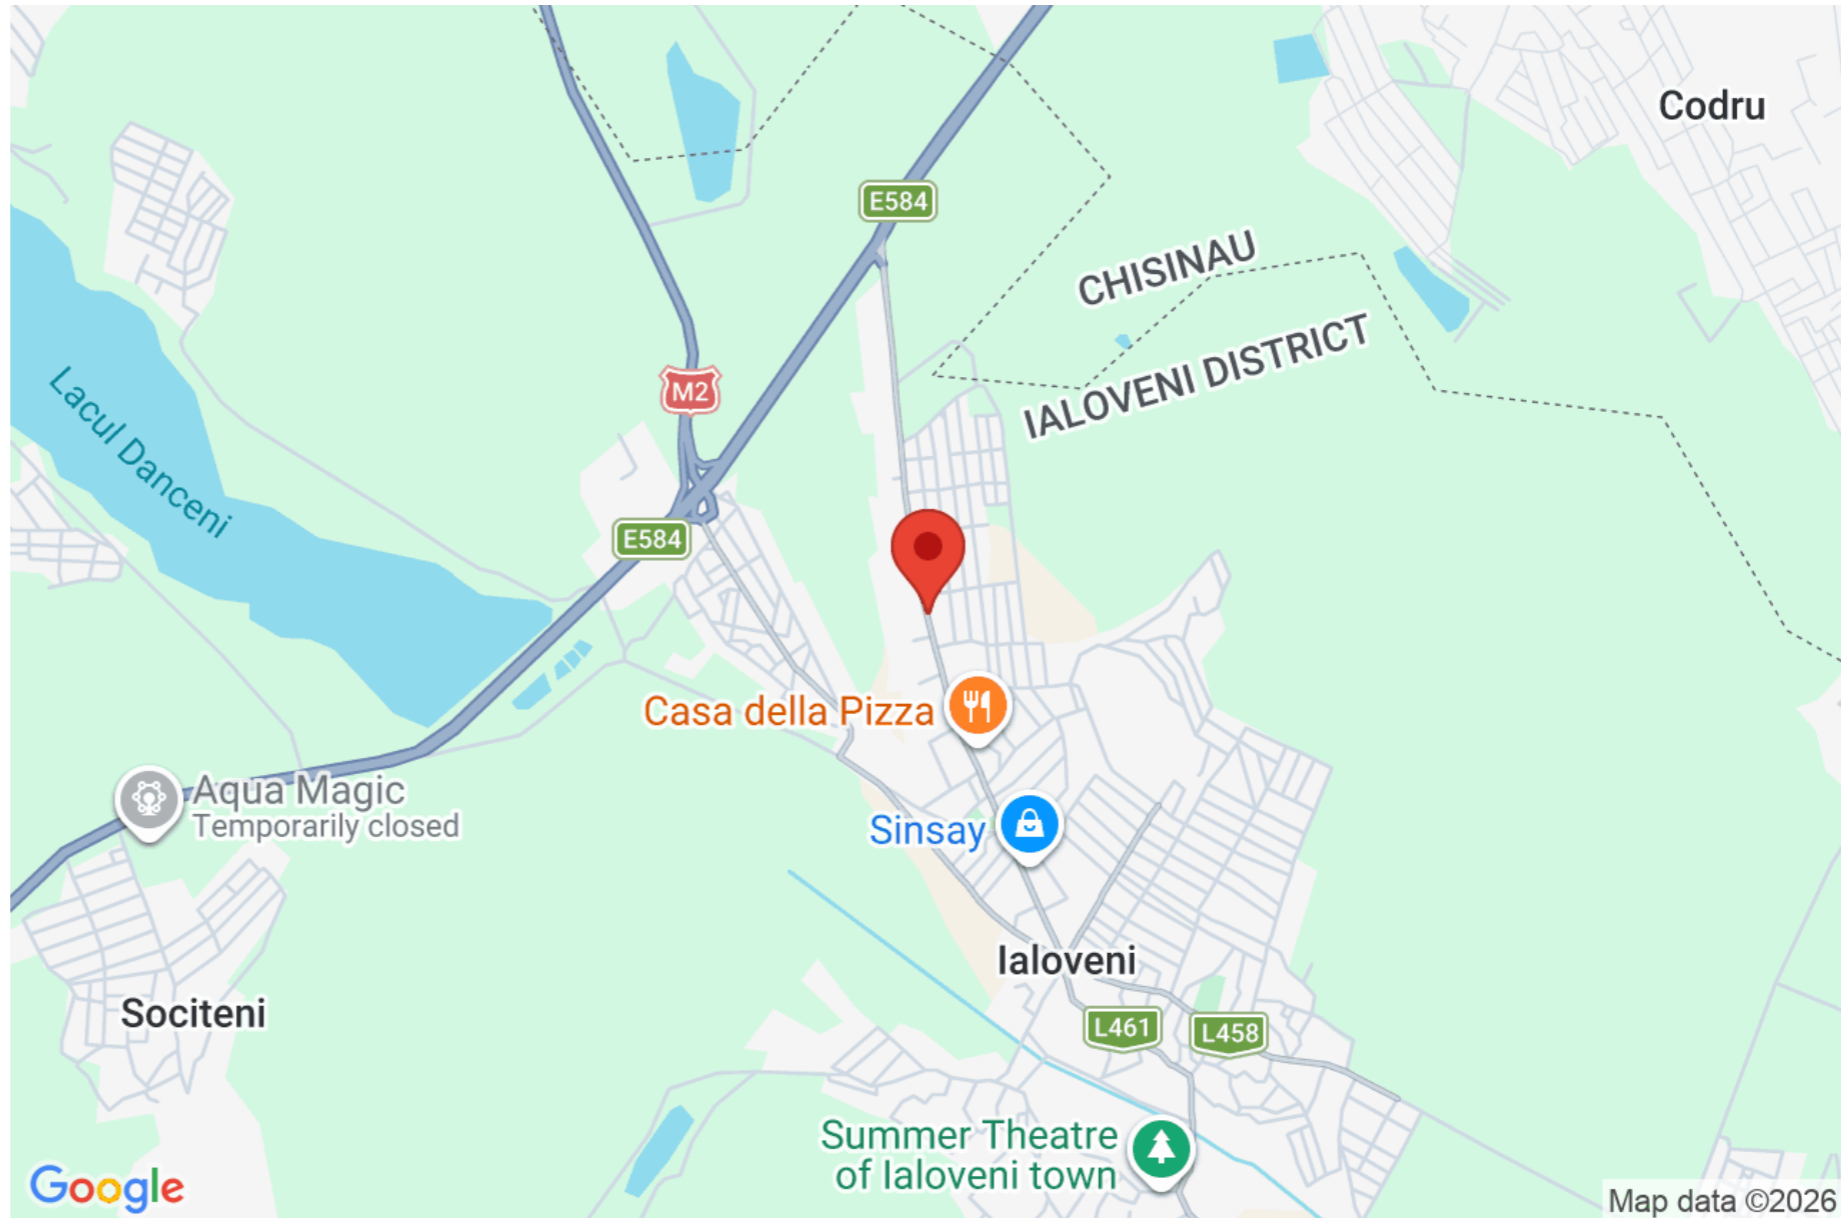 Codru
E584
CHISINAU
IALOVENI DISTRICT
M2
Lacul Danceni
E584
Casa della Pizza
Aqua Magic
Temporarily closed
Sinsay
Ialoveni
Sociteni
L461
L458
Summer Theatre
of Ialoveni town
Google
Map data ©2026